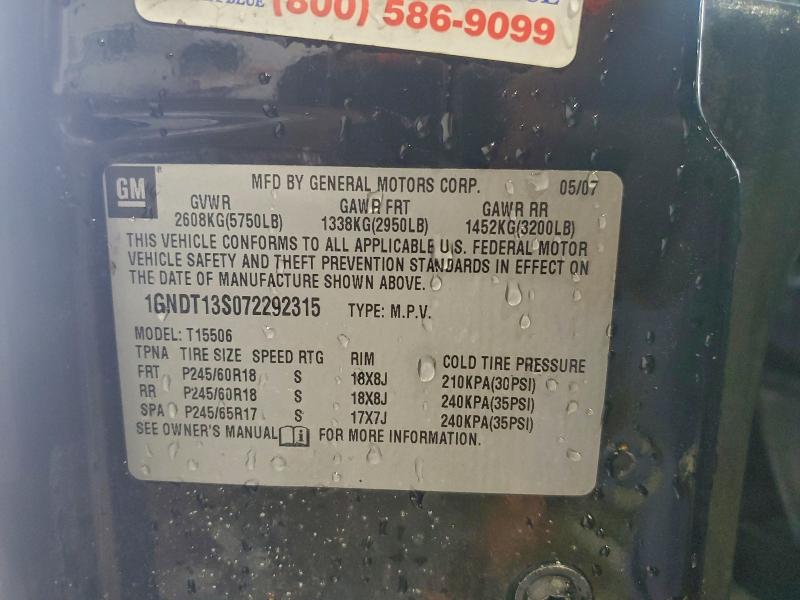 BLUE (800) 586-9099
GM
MFD BY GENERAL MOTORS CORP. 05/07
GVWR GAWR FRT GAWR RR
2608KG(5750LB) 1338KG(2950LB) 1452KG(3200LB)
THIS VEHICLE CONFORMS TO ALL APPLICABLE U.S. FEDERAL MOTOR
VEHICLE SAFETY AND THEFT PREVENTION STANDARDS IN EFFECT ON
THE DATE OF MANUFACTURE SHOWN ABOVE.
1GNDT13S072292315 TYPE: M.P.V.
MODEL: T15506
TPNA TIRE SIZE SPEED RTG RIM COLD TIRE PRESSURE
FRT P245/60R18 S 18X8J 210KPA(30PSI)
RR P245/60R18 S 18X8J 240KPA(35PSI)
SPA P245/65R17 S 17X7J 240KPA(35PSI)
SEE OWNER'S MANUAL i FOR MORE INFORMATION.